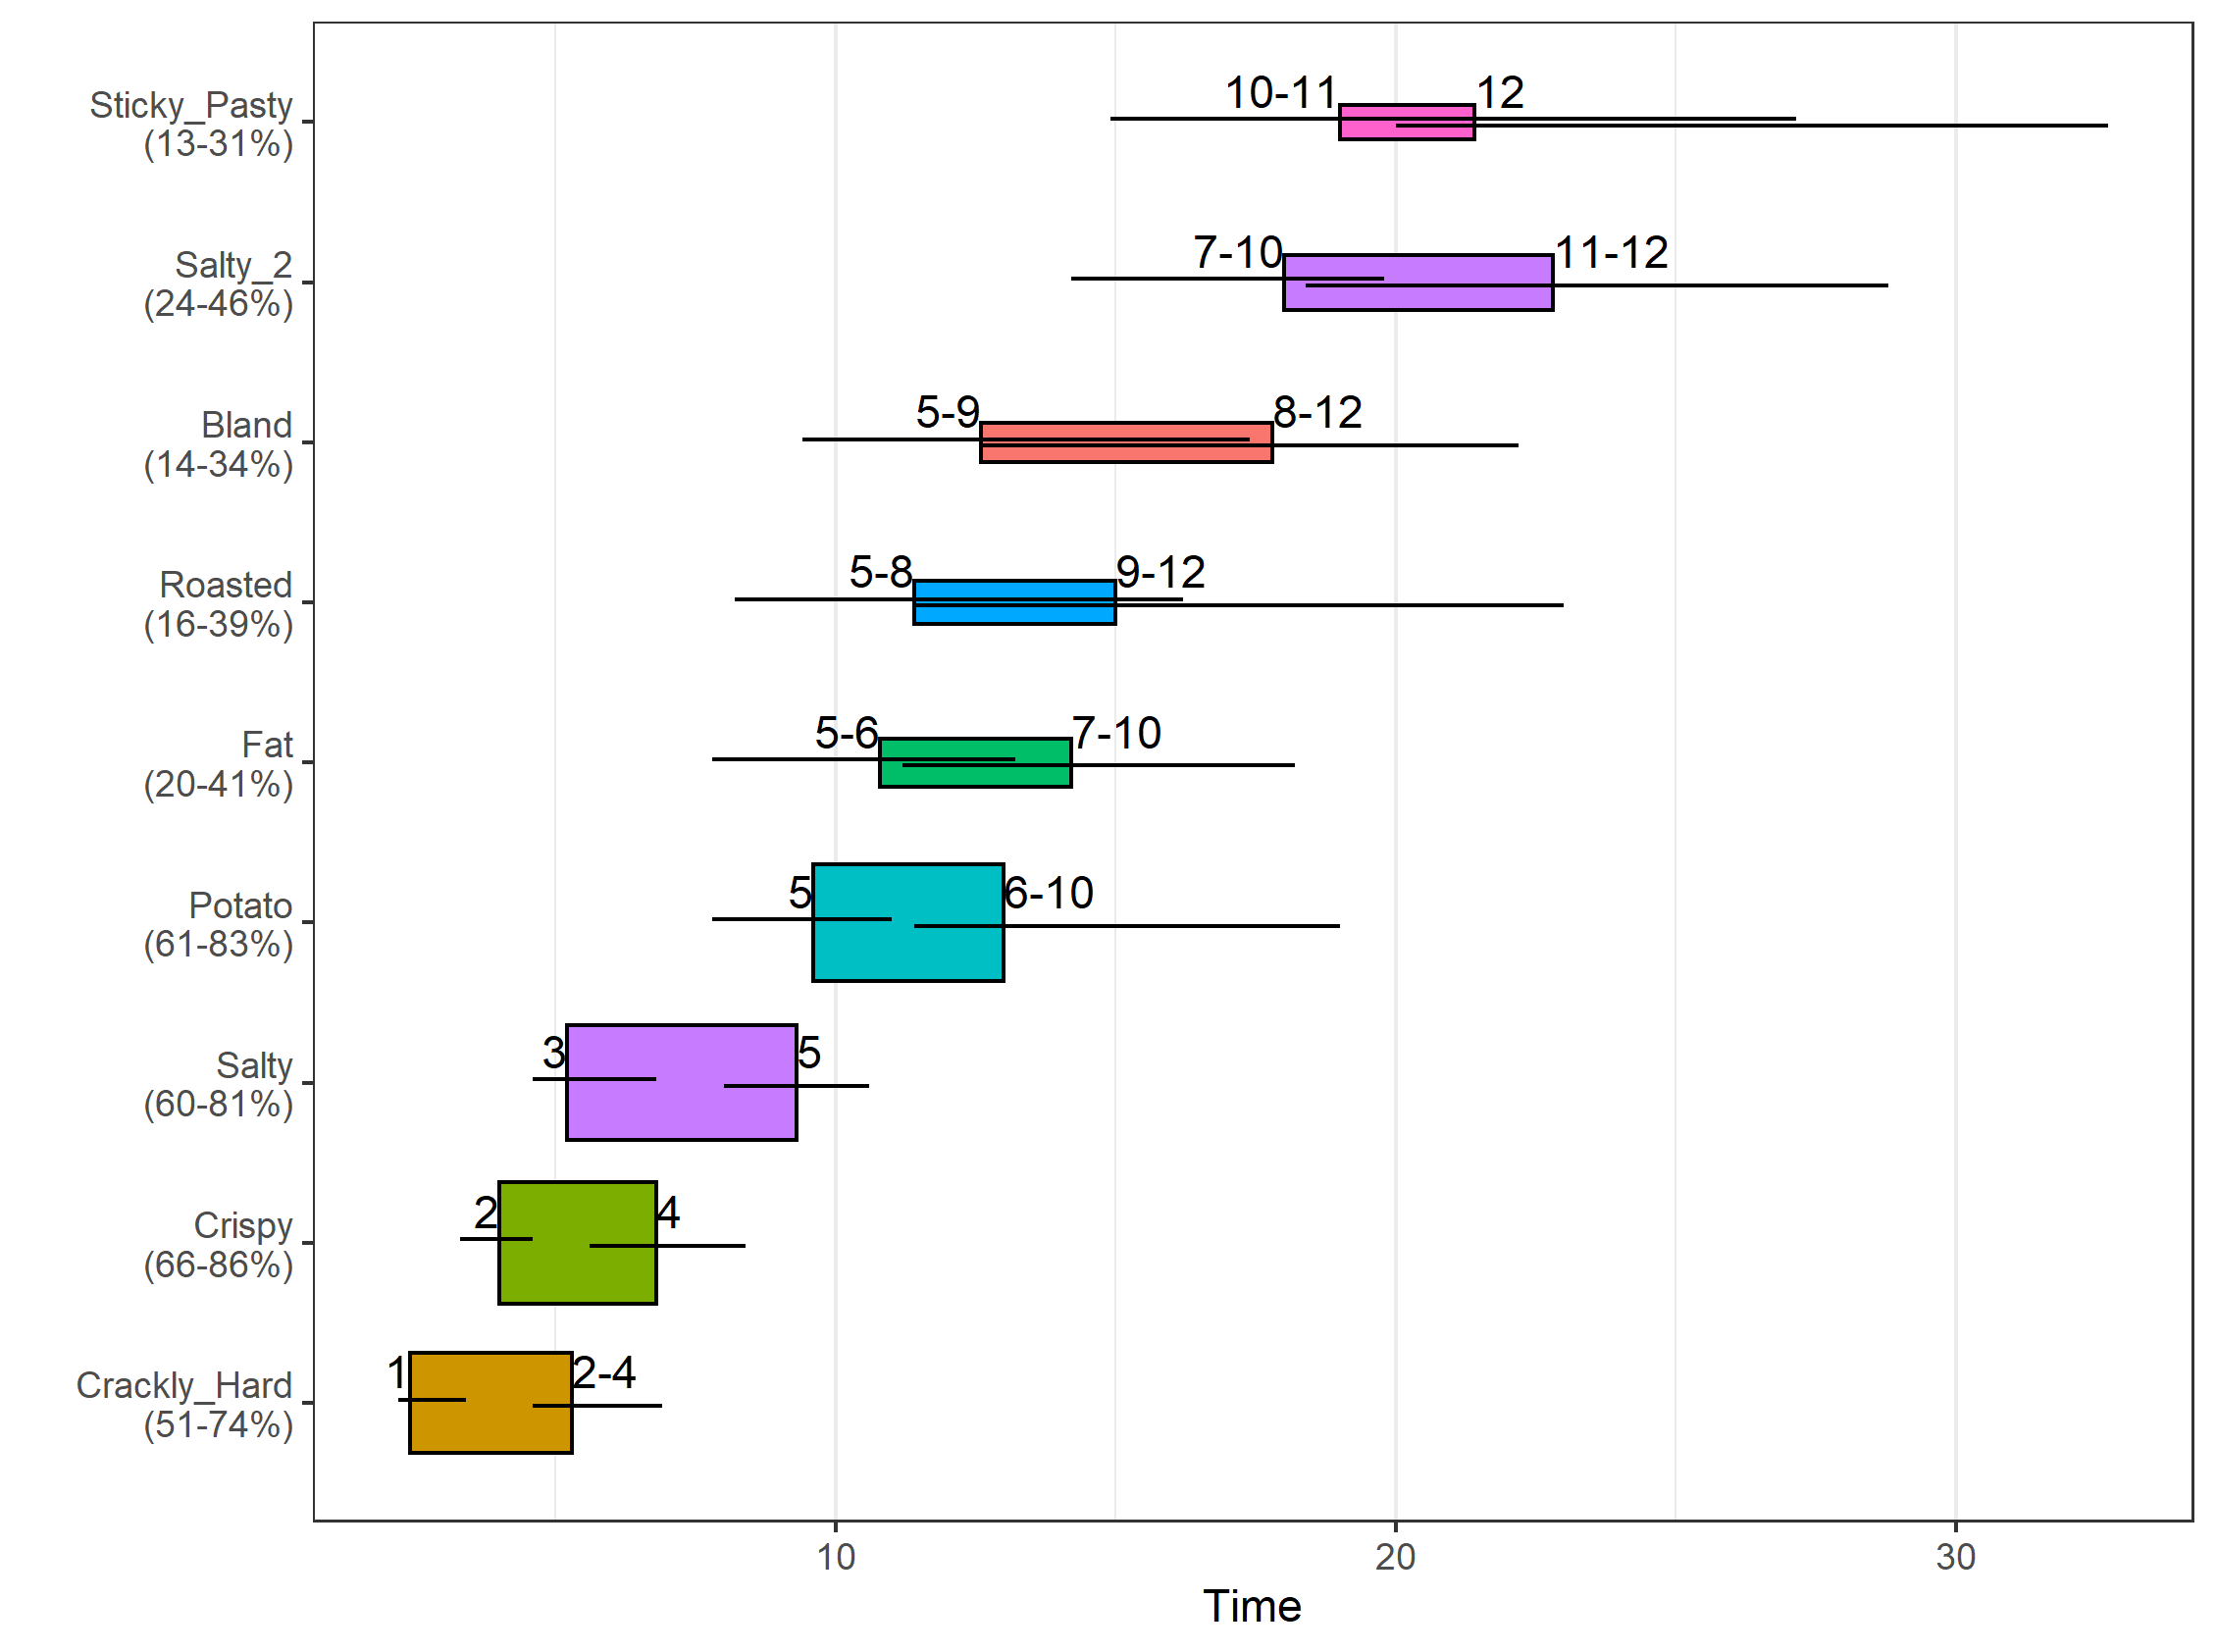 Sticky_Pasty
(13-31%)
10-11 12
Salty_2
(24-46%)
7-10 11-12
Bland
(14-34%)
5-9 8-12
Roasted
(16-39%)
5-8 9-12
Fat
(20-41%)
5-6 7-10
Potato
(61-83%)
5 6-10
Salty
(60-81%)
3 5
Crispy
(66-86%)
2 4
Crackly_Hard
(51-74%)
1 2-4
10 20 30
Time